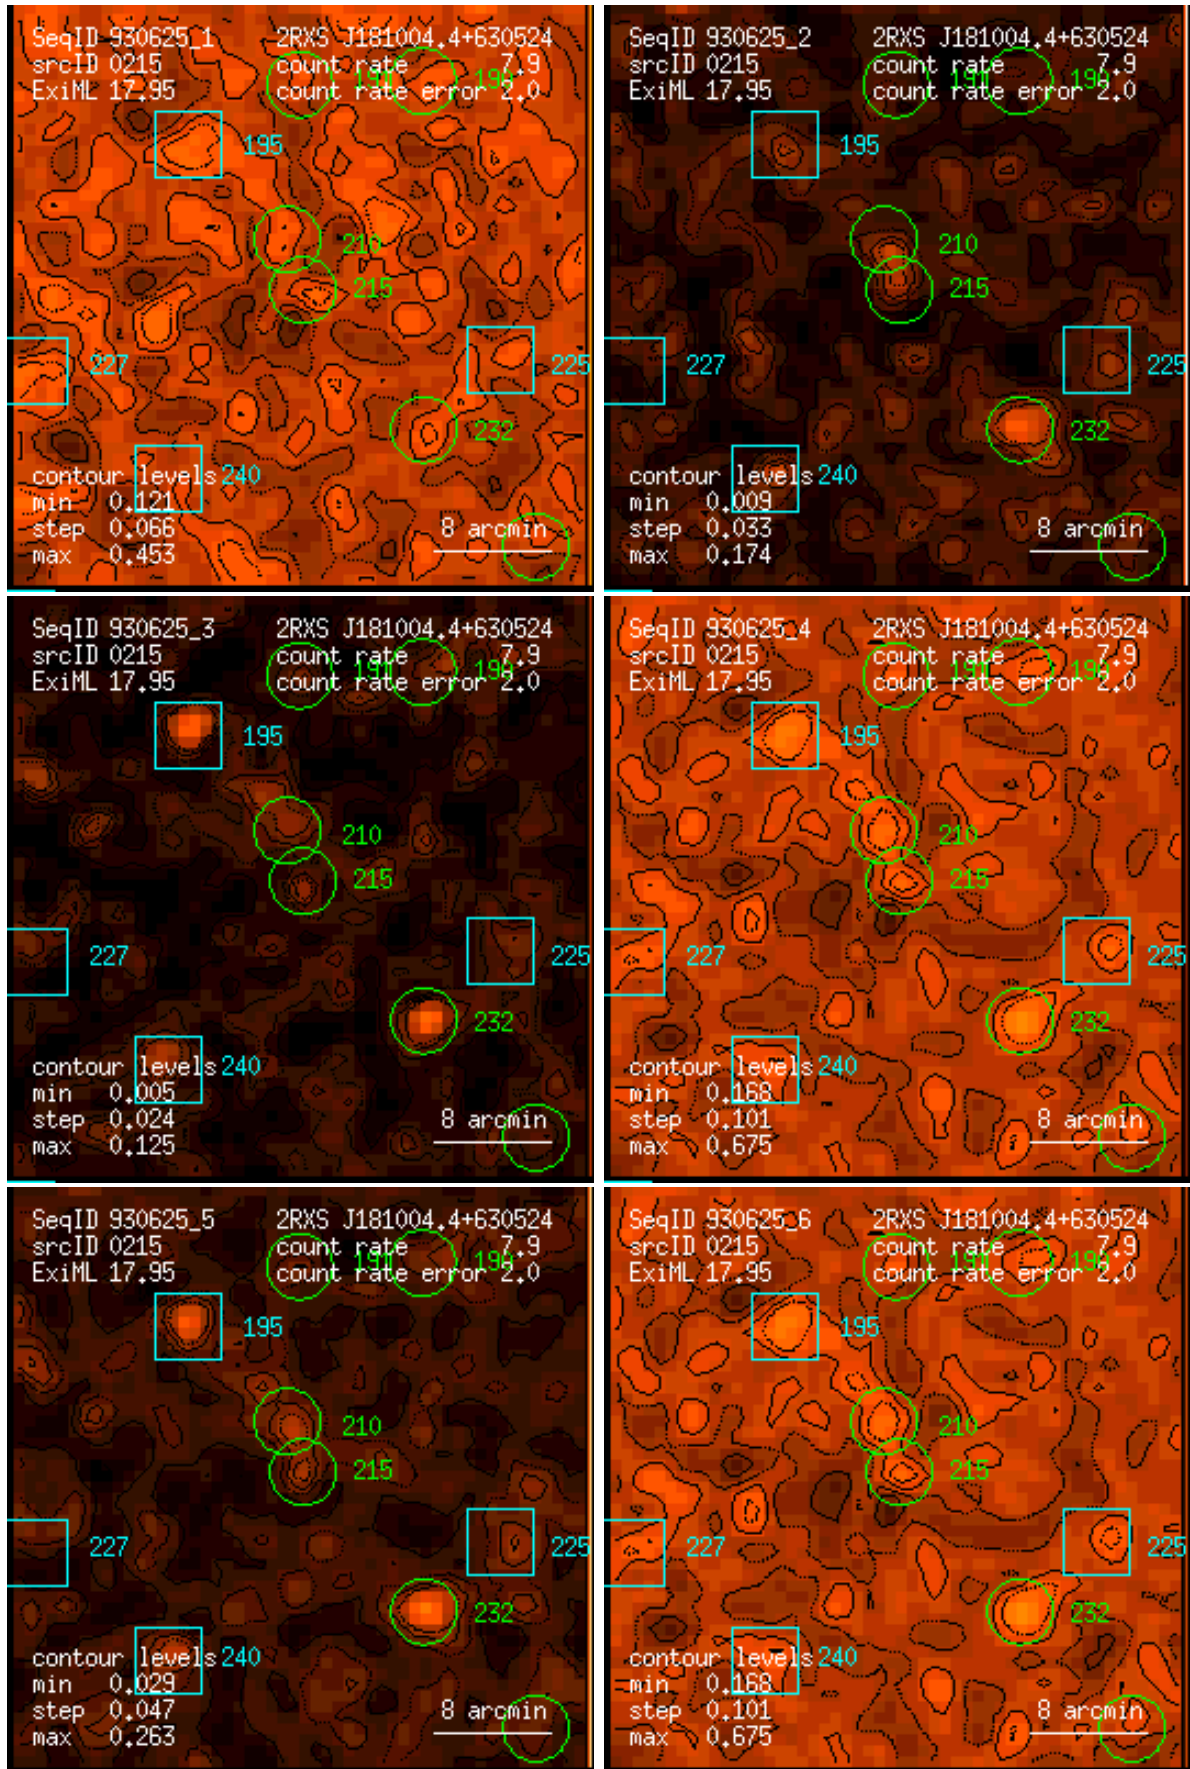 SeqID 930625_1 2RXS J181004.4+630524
srcID 0215 count rate 7.9
ExiML 17.95 count rate error 2.0
191 196
195
210
215
227 225
232
contour levels 240
min 0.121
step 0.066 8 arcmin
max 0.453
SeqID 930625_2 2RXS J181004.4+630524
srcID 0215 count rate 7.9
ExiML 17.95 count rate error 2.0
191 196
195
210
215
227 225
232
contour levels 240
min 0.009
step 0.033 8 arcmin
max 0.174
SeqID 930625_3 2RXS J181004.4+630524
srcID 0215 count rate 7.9
ExiML 17.95 count rate error 2.0
191 196
195
210
215
227 225
232
contour levels 240
min 0.005
step 0.024 8 arcmin
max 0.125
SeqID 930625_4 2RXS J181004.4+630524
srcID 0215 count rate 7.9
ExiML 17.95 count rate error 2.0
191 196
195
210
215
227 225
232
contour levels 240
min 0.168
step 0.101 8 arcmin
max 0.675
SeqID 930625_5 2RXS J181004.4+630524
srcID 0215 count rate 7.9
ExiML 17.95 count rate error 2.0
191 196
195
210
215
227 225
232
contour levels 240
min 0.029
step 0.047 8 arcmin
max 0.263
SeqID 930625_6 2RXS J181004.4+630524
srcID 0215 count rate 7.9
ExiML 17.95 count rate error 2.0
191 196
195
210
215
227 225
232
contour levels 240
min 0.168
step 0.101 8 arcmin
max 0.675